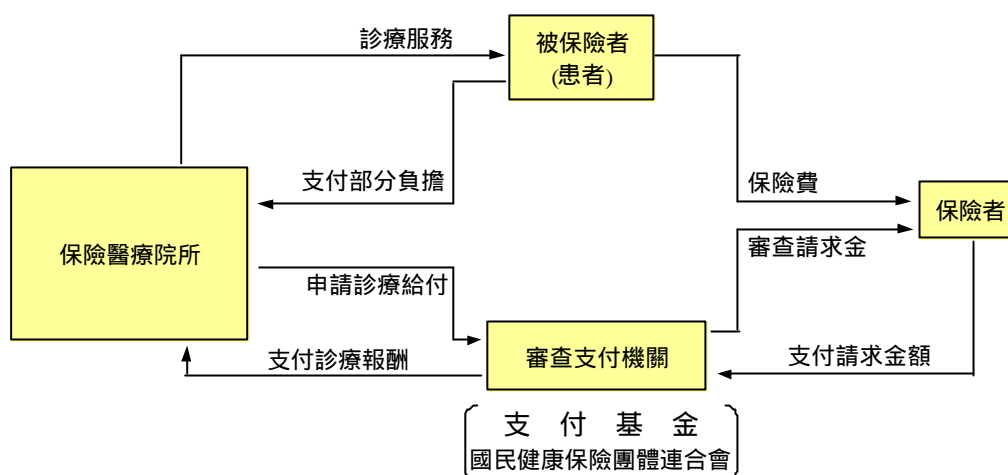 診療服務
被保險者
(患者)
支付部分負擔
保險費
保險者
保險醫療院所
審查請求金
申請診療給付
審查支付機關
支付診療報酬
支付請求金額
支 付 基 金
國民健康保險團體連合會